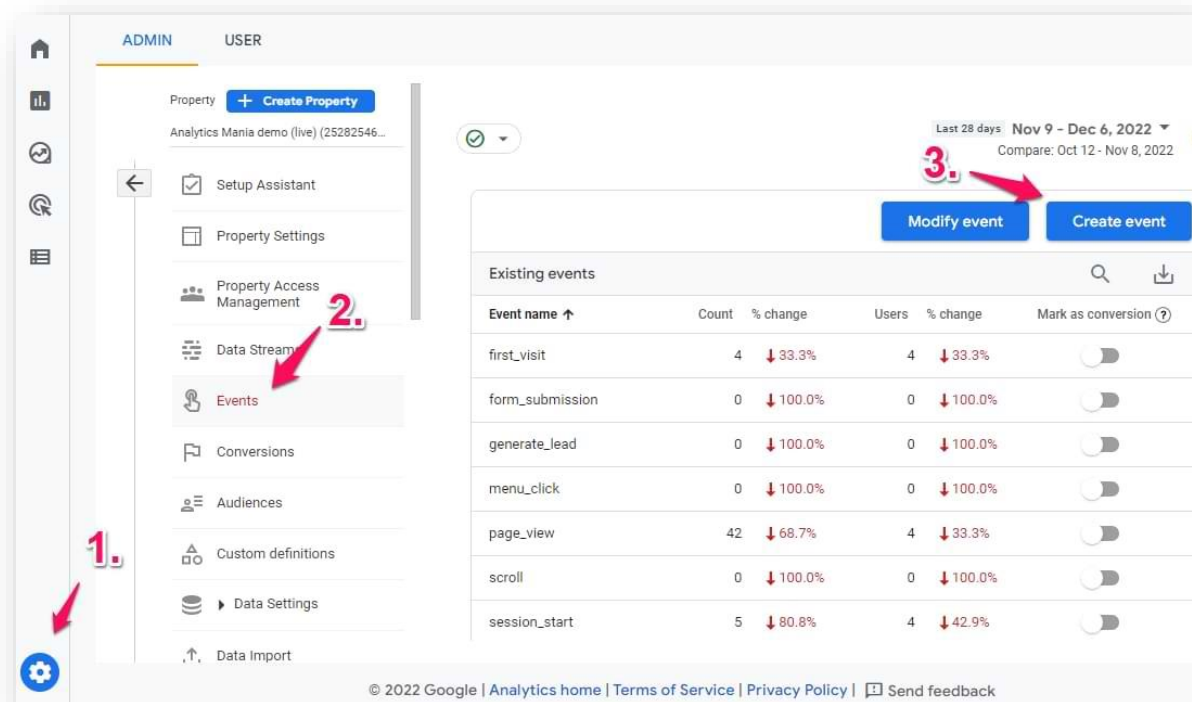 ADMIN USER
Property + Create Property
Analytics Mania demo (live) (25282546...
Setup Assistant
Property Settings
Property Access
Management
2.
Data Streams
Events
Conversions
Audiences
1.
Custom definitions
Data Settings
Data Import
Last 28 days Nov 9 - Dec 6, 2022
Compare: Oct 12 - Nov 8, 2022
3.
Modify event Create event
Existing events
Event name ↑ Count % change Users % change Mark as conversion ?
first_visit 4 ↓ 33.3% 4 ↓ 33.3%
form_submission 0 ↓ 100.0% 0 ↓ 100.0%
generate_lead 0 ↓ 100.0% 0 ↓ 100.0%
menu_click 0 ↓ 100.0% 0 ↓ 100.0%
page_view 42 ↓ 68.7% 4 ↓ 33.3%
scroll 0 ↓ 100.0% 0 ↓ 100.0%
session_start 5 ↓ 80.8% 4 ↓ 42.9%
© 2022 Google | Analytics home | Terms of Service | Privacy Policy | Send feedback